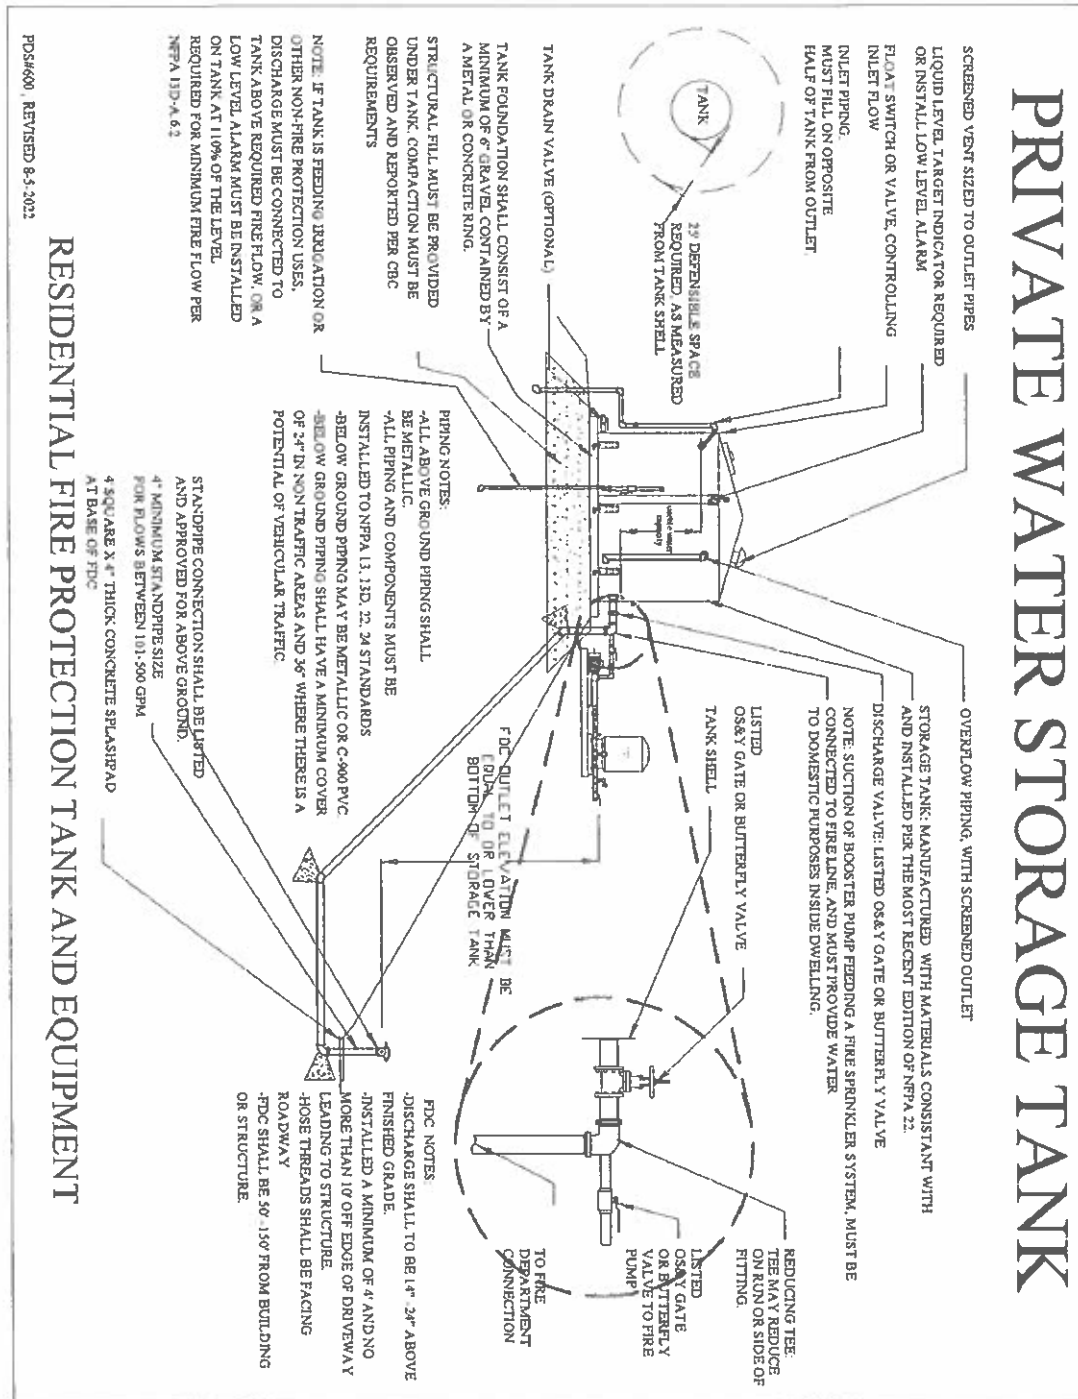 PRIVATE WATER STORAGE TANK
SCREENED VENT SIZED TO OUTLET PIPES
LIQUID LEVEL TARGET INDICATOR REQUIRED
OR INSTALL LOW LEVEL ALARM
FLOAT SWITCH OR VALVE, CONTROLLING
INLET FLOW
INLET PIPING.
MUST FILL ON OPPOSITE
HALF OF TANK FROM OUTLET.
TANK
25' DEFENSIBLE SPACE
REQUIRED, AS MEASURED
FROM TANK SHELL
TANK DRAIN VALVE (OPTIONAL)
TANK FOUNDATION SHALL CONSIST OF A
MINIMUM OF 6" GRAVEL CONTAINED BY
A METAL OR CONCRETE RING.
STRUCTURAL FILL MUST BE PROVIDED
UNDER TANK. COMPACTION MUST BE
OBSERVED AND REPORTED PER CBC
REQUIREMENTS
NOTE: IF TANK IS FEEDING IRRIGATION OR
OTHER NON-FIRE PROTECTION USES,
DISCHARGE MUST BE CONNECTED TO
TANK ABOVE REQUIRED FIRE FLOW, OR A
LOW LEVEL ALARM MUST BE INSTALLED
ON TANK AT 110% OF THE LEVEL
REQUIRED FOR MINIMUM FIRE FLOW PER
NFPA 13D-A.6.2
usable water
capacity
OVERFLOW PIPING, WITH SCREENED OUTLET
STORAGE TANK: MANUFACTURED WITH MATERIALS CONSISTANT WITH
AND INSTALLED PER THE MOST RECENT EDITION OF NFPA 22.
DISCHARGE VALVE: LISTED OS&Y GATE OR BUTTERFLY VALVE
NOTE: SUCTION OF BOOSTER PUMP FEEDING A FIRE SPRINKLER SYSTEM, MUST BE
CONNECTED TO FIRE LINE, AND MUST PROVIDE WATER
TO DOMESTIC PURPOSES INSIDE DWELLING.
LISTED
OS&Y GATE OR BUTTERFLY VALVE
TANK SHELL
REDUCING TEE:
TEE MAY REDUCE
ON RUN OR SIDE OF
FITTING.
LISTED
OS&Y GATE
OR BUTTERFLY
VALVE TO FIRE
PUMP
TO FIRE
DEPARTMENT
CONNECTION
FDC OUTLET ELEVATION MUST BE
EQUAL TO OR LOWER THAN
BOTTOM OF STORAGE TANK
PIPING NOTES:
-ALL ABOVE GROUND PIPING SHALL
BE METALLIC.
-ALL PIPING AND COMPONENTS MUST BE
INSTALLED TO NFPA 13, 13D, 22, 24 STANDARDS
-BELOW GROUND PIPING MAY BE METALLIC OR C-900 PVC.
-BELOW GROUND PIPING SHALL HAVE A MINIMUM COVER
OF 24" IN NON TRAFFIC AREAS AND 36" WHERE THERE IS A
POTENTIAL OF VEHICULAR TRAFFIC.
STANDPIPE CONNECTION SHALL BE LISTED
AND APPROVED FOR ABOVE GROUND.
4" MINIMUM STANDPIPE SIZE
FOR FLOWS BETWEEN 101-500 GPM
4' SQUARE X 4" THICK CONCRETE SPLASHPAD
AT BASE OF FDC
FDC NOTES:
-DISCHARGE SHALL TO BE 14" -24" ABOVE
FINISHED GRADE.
-INSTALLED A MINIMUM OF 4' AND NO
MORE THAN 10' OFF EDGE OF DRIVEWAY
LEADING TO STRUCTURE.
-HOSE THREADS SHALL BE FACING
ROADWAY
-FDC SHALL BE 50' - 150' FROM BUILDING
OR STRUCTURE.
RESIDENTIAL FIRE PROTECTION TANK AND EQUIPMENT
PDS#600 , REVISED 8-5-2022